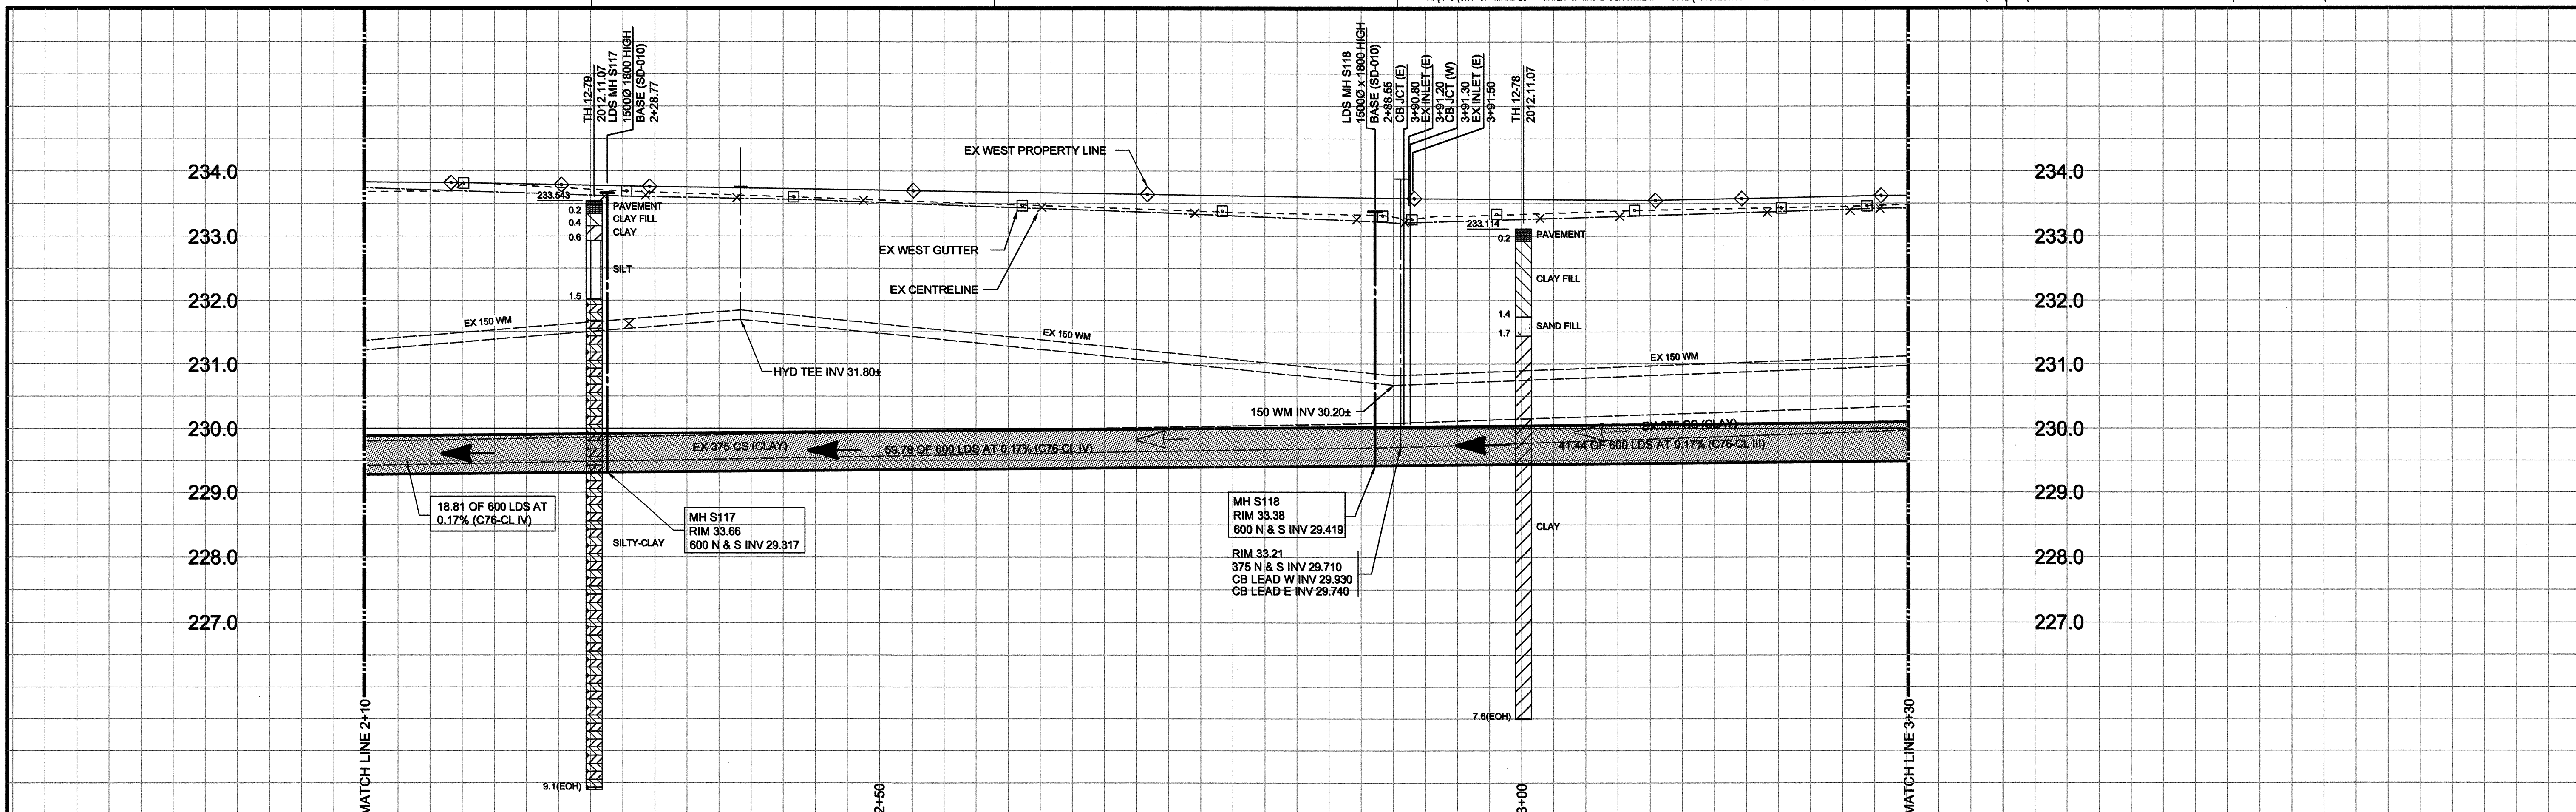 TH 12-79
2012.11.07
LDS MH S117
1500Ø 1800 HIGH
BASE (SD-010)
2+28.77
LDS MH S118
1500Ø x 1800 HIGH
BASE (SD-010)
2+88.55
CB JCT (E)
3+90.80
EX INLET (E)
3+91.20
CB JCT (W)
3+91.30
EX INLET (E)
3+91.50
TH 12-78
2012.11.07
EX WEST PROPERTY LINE
234.0
234.0
233.543
0.2
PAVEMENT
0.4
CLAY FILL
0.6
CLAY
233.0
233.0
233.114
0.2
PAVEMENT
EX WEST GUTTER
SILT
CLAY FILL
EX CENTRELINE
1.5
232.0
232.0
1.4
SAND FILL
1.7
EX 150 WM
EX 150 WM
EX 150 WM
231.0
231.0
HYD TEE INV 31.80±
150 WM INV 30.20±
230.0
230.0
EX 375 CS (CLAY)
EX 375 CS (CLAY)
59.78 OF 600 LDS AT 0.17% (C76-CL IV)
41.44 OF 600 LDS AT 0.17% (C76-CL III)
229.0
229.0
18.81 OF 600 LDS AT
0.17% (C76-CL IV)
MH S117
RIM 33.66
600 N & S INV 29.317
MH S118
RIM 33.38
600 N & S INV 29.419
CLAY
SILTY-CLAY
228.0
228.0
RIM 33.21
375 N & S INV 29.710
CB LEAD W INV 29.930
CB LEAD E INV 29.740
227.0
227.0
7.6(EOH)
9.1(EOH)
MATCH LINE 2+10
2+50
3+00
MATCH LINE 3+30